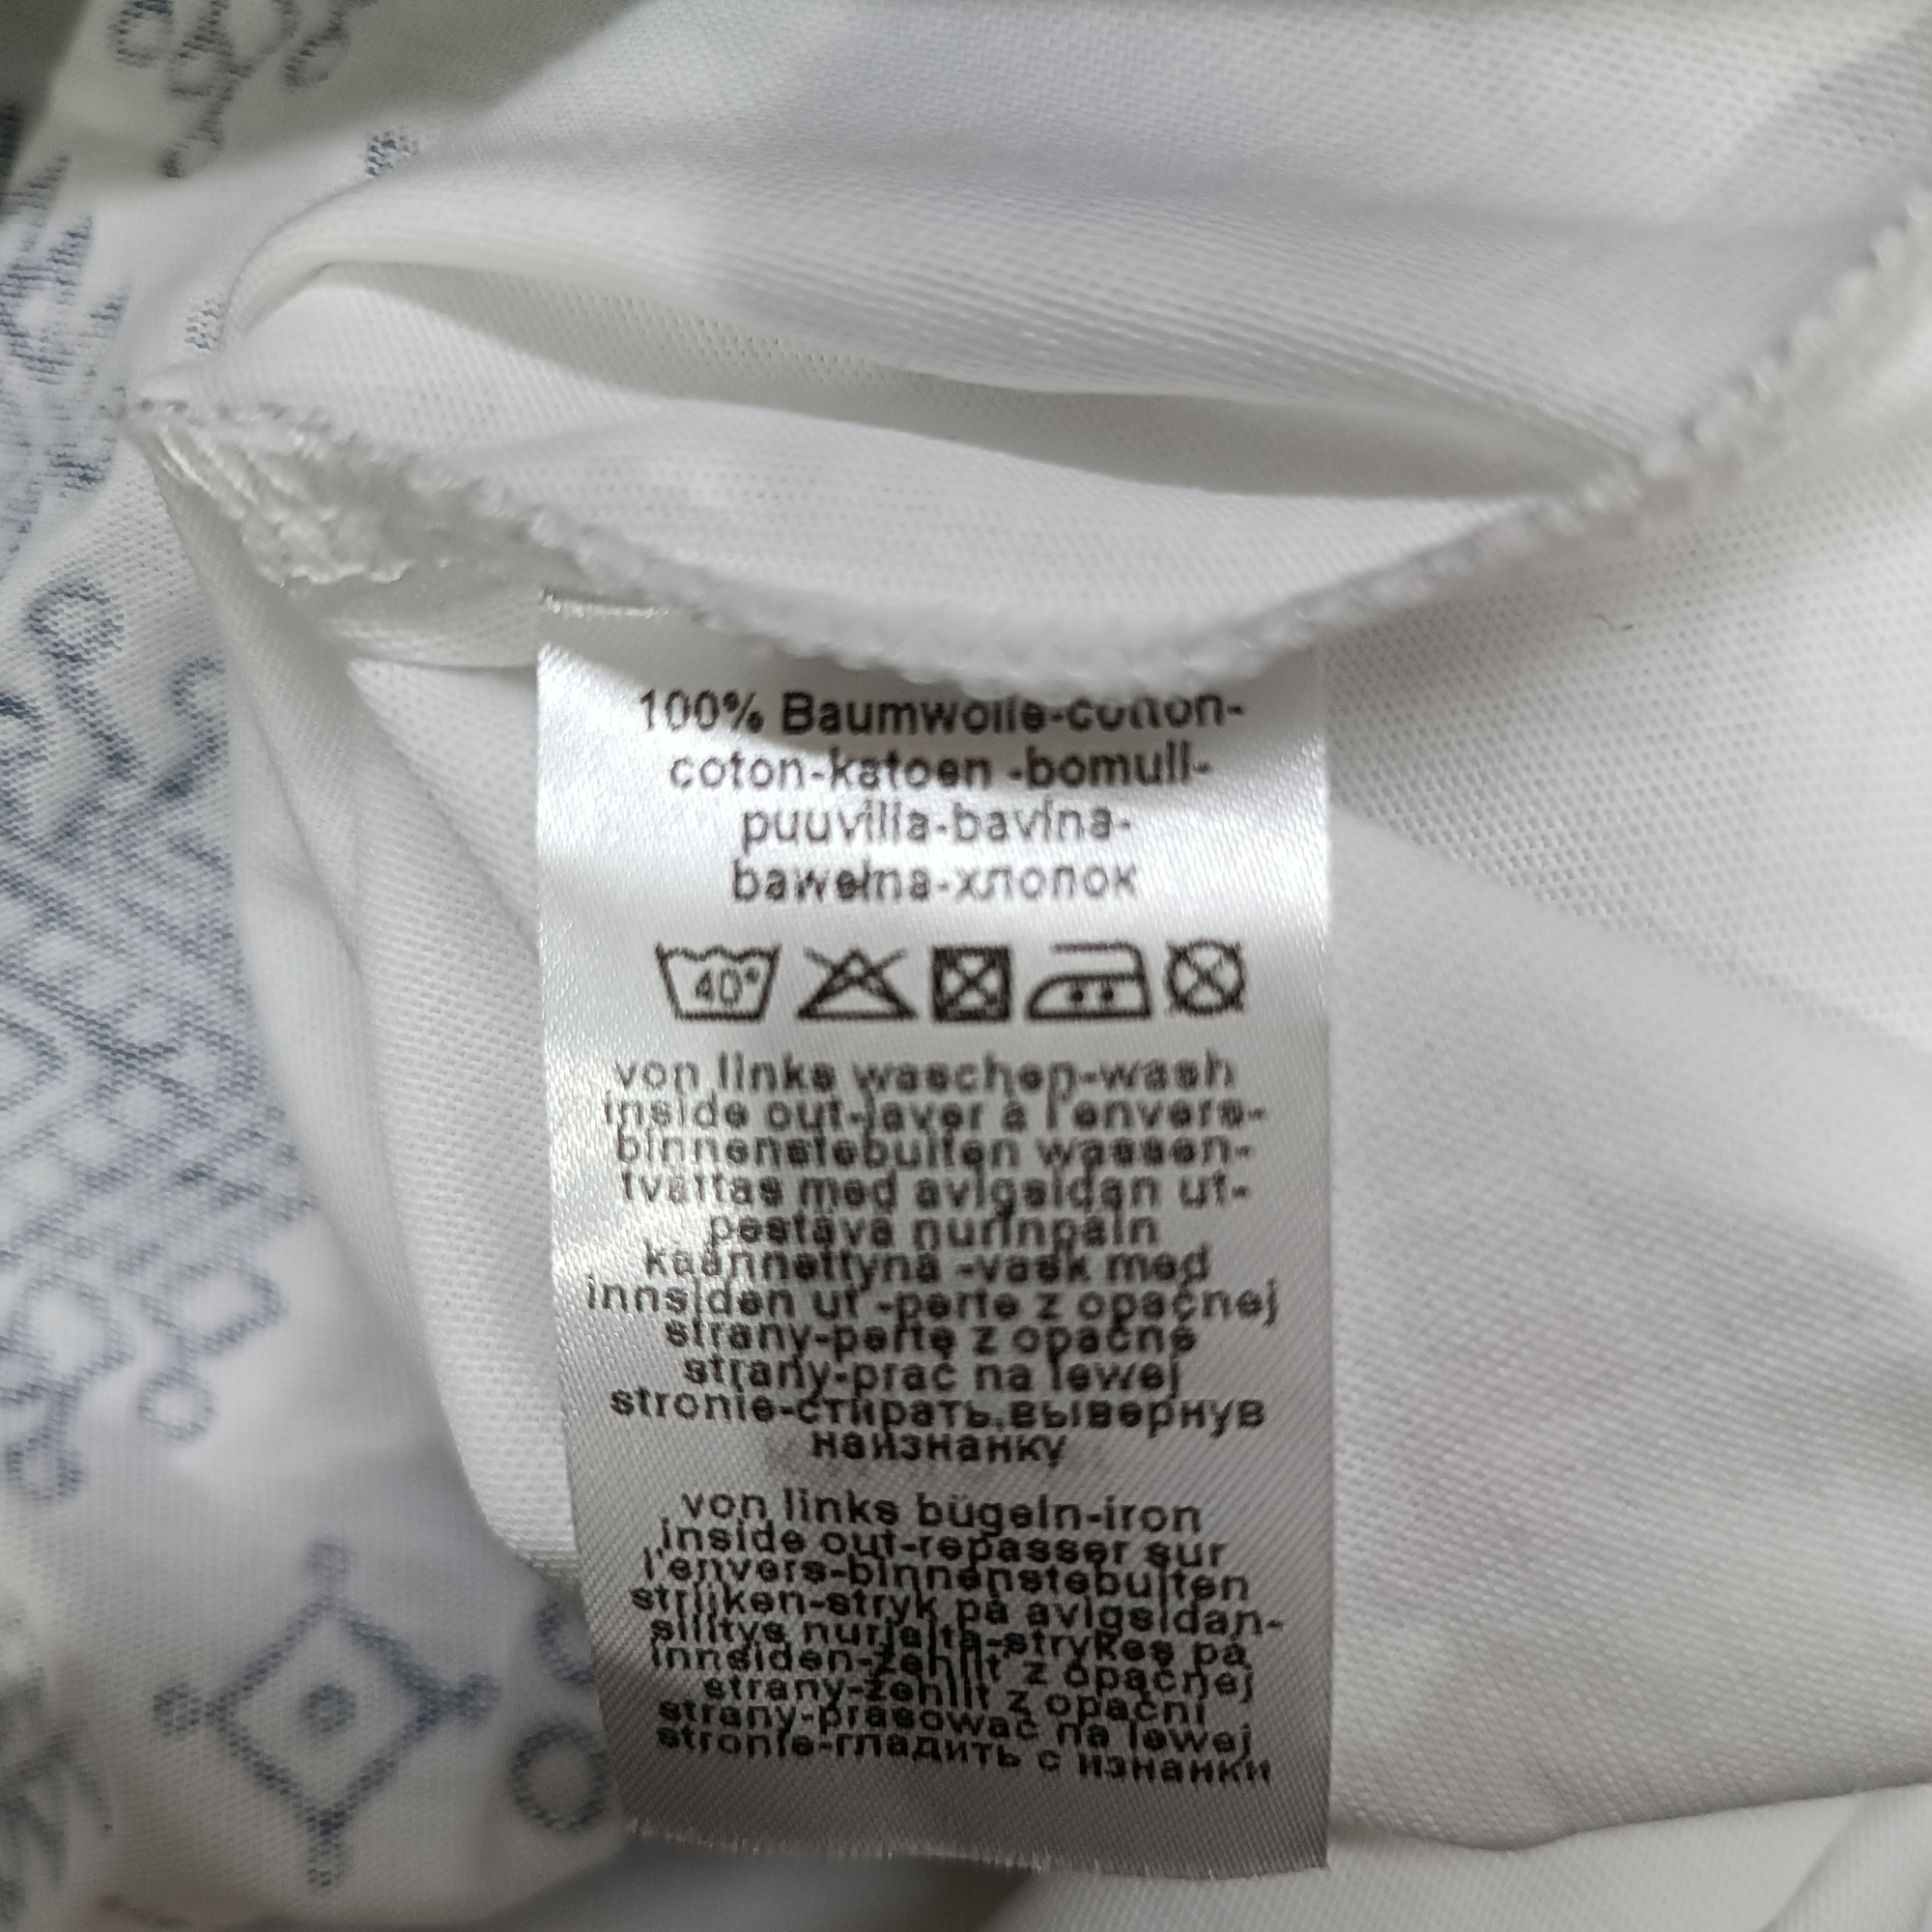 100% Baumwolle-cotton-
coton-katoen -bomull-
puuvilla-bavlna-
bawełna-хлопок
40°
von links waschen-wash
inside out-laver à l'envers-
binnenstebuiten wassen-
tvättas med avigsidan ut-
pestävä nurinpäin
käännettynä -vask med
innsiden ut -perte z opačnej
strany-perte z opačné
strany-prać na lewej
stronie-стирать,вывернув
наизнанку
von links bügeln-iron
inside out-repasser sur
l'envers-binnenstebuiten
strijken-stryk på avigsidan-
silitys nurjalta-strykes på
innsiden-žehlit z opačnej
strany-žehlit z opační
strany-prasować na lewej
stronie-гладить с изнанки